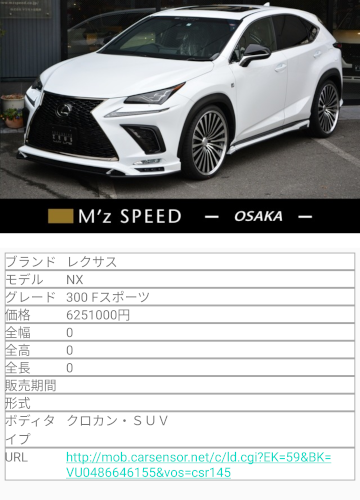 M'z SPEED — OSAKA —
ブランド レクサス
モデル NX
グレード 300 Fスポーツ
価格 6251000円
全幅 0
全高 0
全長 0
販売期間
形式
ボディタ クロカン・ＳＵＶ
イプ
URL http://mob.carsensor.net/c/ld.cgi?EK=59&BK=
VU0486646155&vos=csr145